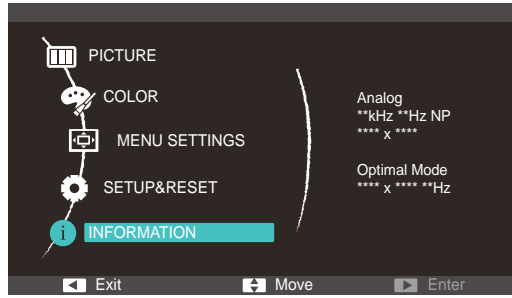 PICTURE
COLOR
MENU SETTINGS
SETUP&RESET
i INFORMATION
Analog
**kHz **Hz NP
**** x ****
Optimal Mode
**** x **** **Hz
Exit Move Enter